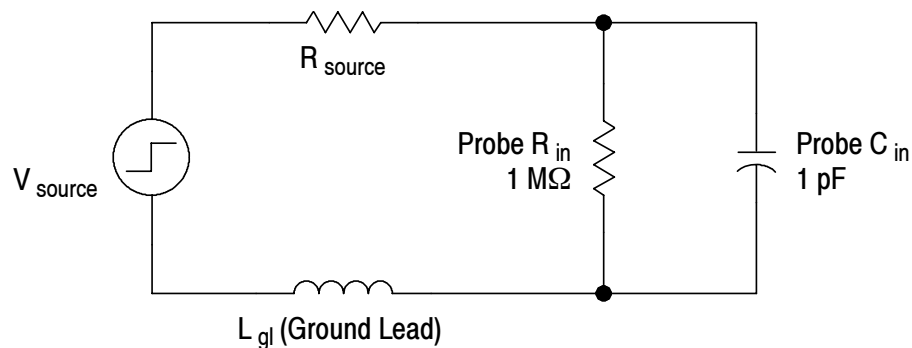 R source
V source
Probe R in
1 MΩ
Probe C in
1 pF
L gl (Ground Lead)